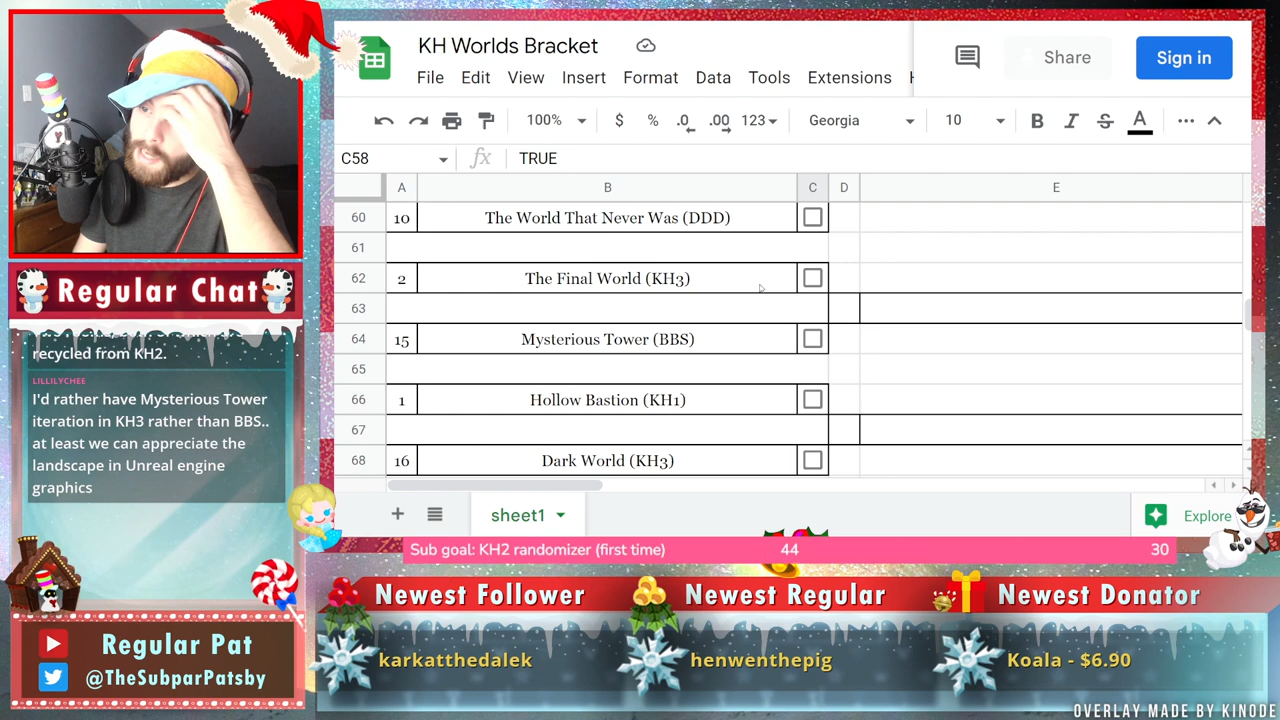 KH Worlds Bracket
Share
Sign in
File Edit View Insert Format Data Tools Extensions
100% $ % .0 .00 123 Georgia 10 B I S A
C58 fx TRUE
A B C D E
60 10 The World That Never Was (DDD)
61
62 2 The Final World (KH3)
63
64 15 Mysterious Tower (BBS)
65
66 1 Hollow Bastion (KH1)
67
68 16 Dark World (KH3)
sheet1
Explore
Regular Chat
recycled from KH2.
LILLILYCHEE
I'd rather have Mysterious Tower
iteration in KH3 rather than BBS..
at least we can appreciate the
landscape in Unreal engine
graphics
Sub goal: KH2 randomizer (first time) 44 30
Newest Follower Newest Regular Newest Donator
karkatthedalek henwenthepig Koala - $6.90
Regular Pat
@TheSubparPatsby
OVERLAY MADE BY KINODE